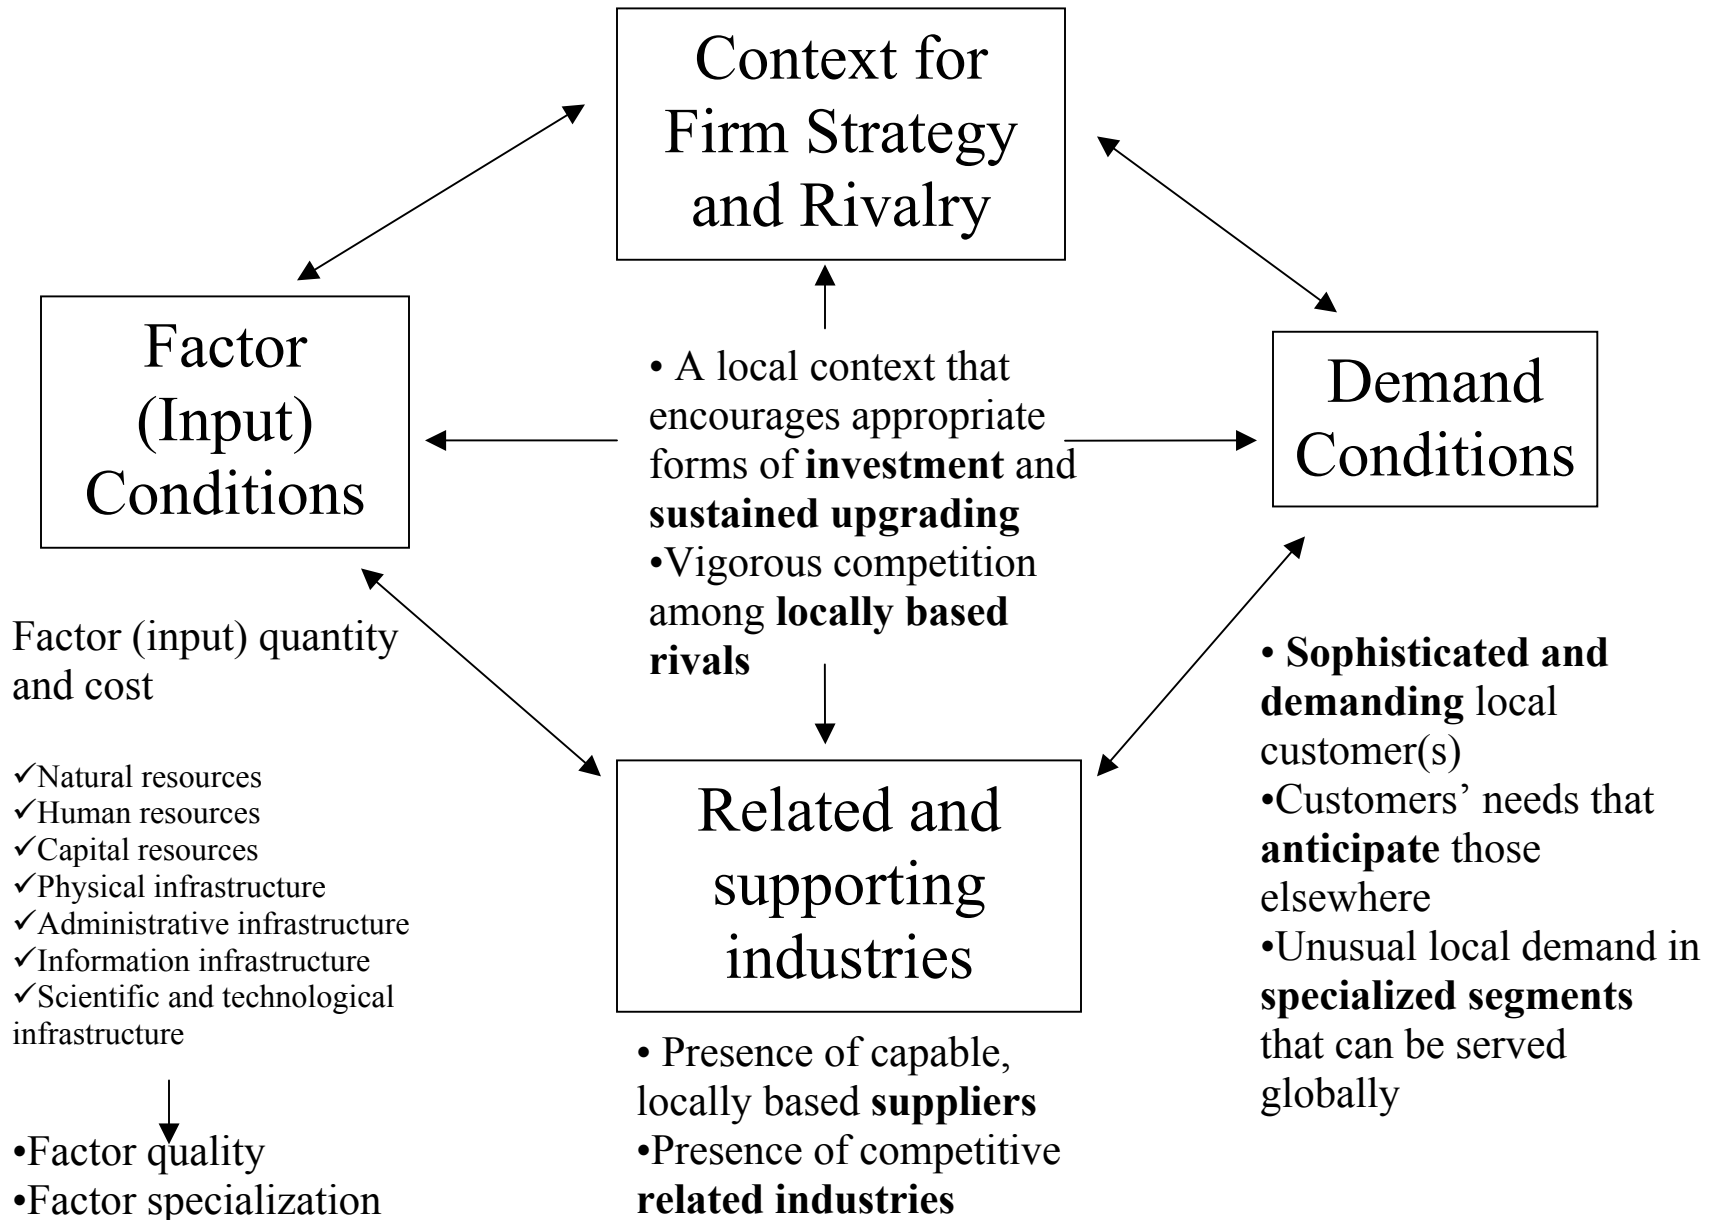 Context for
Firm Strategy
and Rivalry
Factor
(Input)
Conditions
• A local context that
encourages appropriate
forms of investment and
sustained upgrading
•Vigorous competition
among locally based
rivals
Demand
Conditions
Factor (input) quantity
and cost
✓Natural resources
✓Human resources
✓Capital resources
✓Physical infrastructure
✓Administrative infrastructure
✓Information infrastructure
✓Scientific and technological
infrastructure
•Factor quality
•Factor specialization
Related and
supporting
industries
• Presence of capable,
locally based suppliers
•Presence of competitive
related industries
• Sophisticated and
demanding local
customer(s)
•Customers’ needs that
anticipate those
elsewhere
•Unusual local demand in
specialized segments
that can be served
globally